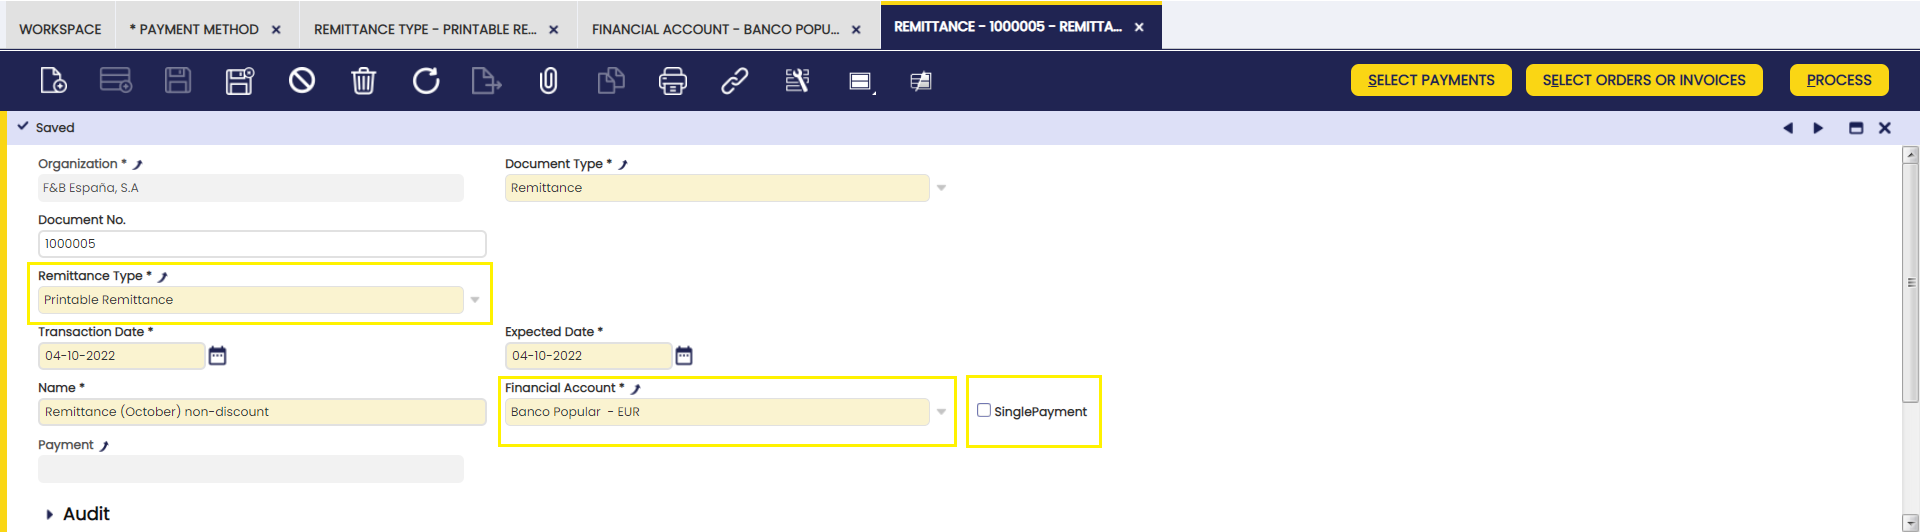 WORKSPACE * PAYMENT METHOD × REMITTANCE TYPE - PRINTABLE RE... × FINANCIAL ACCOUNT - BANCO POPU... × REMITTANCE - 1000005 - REMITTA... ×
SELECT PAYMENTS SELECT ORDERS OR INVOICES PROCESS
Saved
Organization * Document Type *
F&B España, S.A Remittance
Document No.
1000005
Remittance Type *
Printable Remittance
Transaction Date * Expected Date *
04-10-2022 04-10-2022
Name * Financial Account *
Remittance (October) non-discount Banco Popular - EUR SinglePayment
Payment
Audit